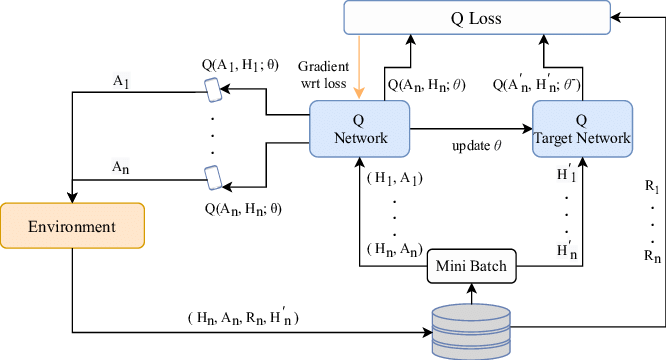 Q Loss
Gradient
wrt loss
Q(A1, H1; θ)
A1
Q(An, Hn; θ)
Q(A'n, H'n; θ-)
Q
Network
Q
Target Network
update θ
An
Q(An, Hn; θ)
(H1, A1)
H'1
R1
Environment
(Hn, An)
H'n
Rn
Mini Batch
( Hn, An, Rn, H'n )